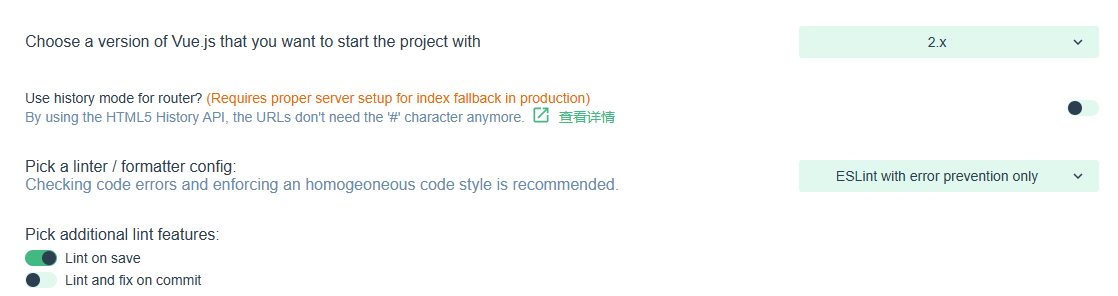 Choose a version of Vue.js that you want to start the project with
2.x
Use history mode for router? (Requires proper server setup for index fallback in production)
By using the HTML5 History API, the URLs don't need the '#' character anymore. 查看详情
Pick a linter / formatter config:
Checking code errors and enforcing an homogeoneous code style is recommended.
ESLint with error prevention only
Pick additional lint features:
Lint on save
Lint and fix on commit